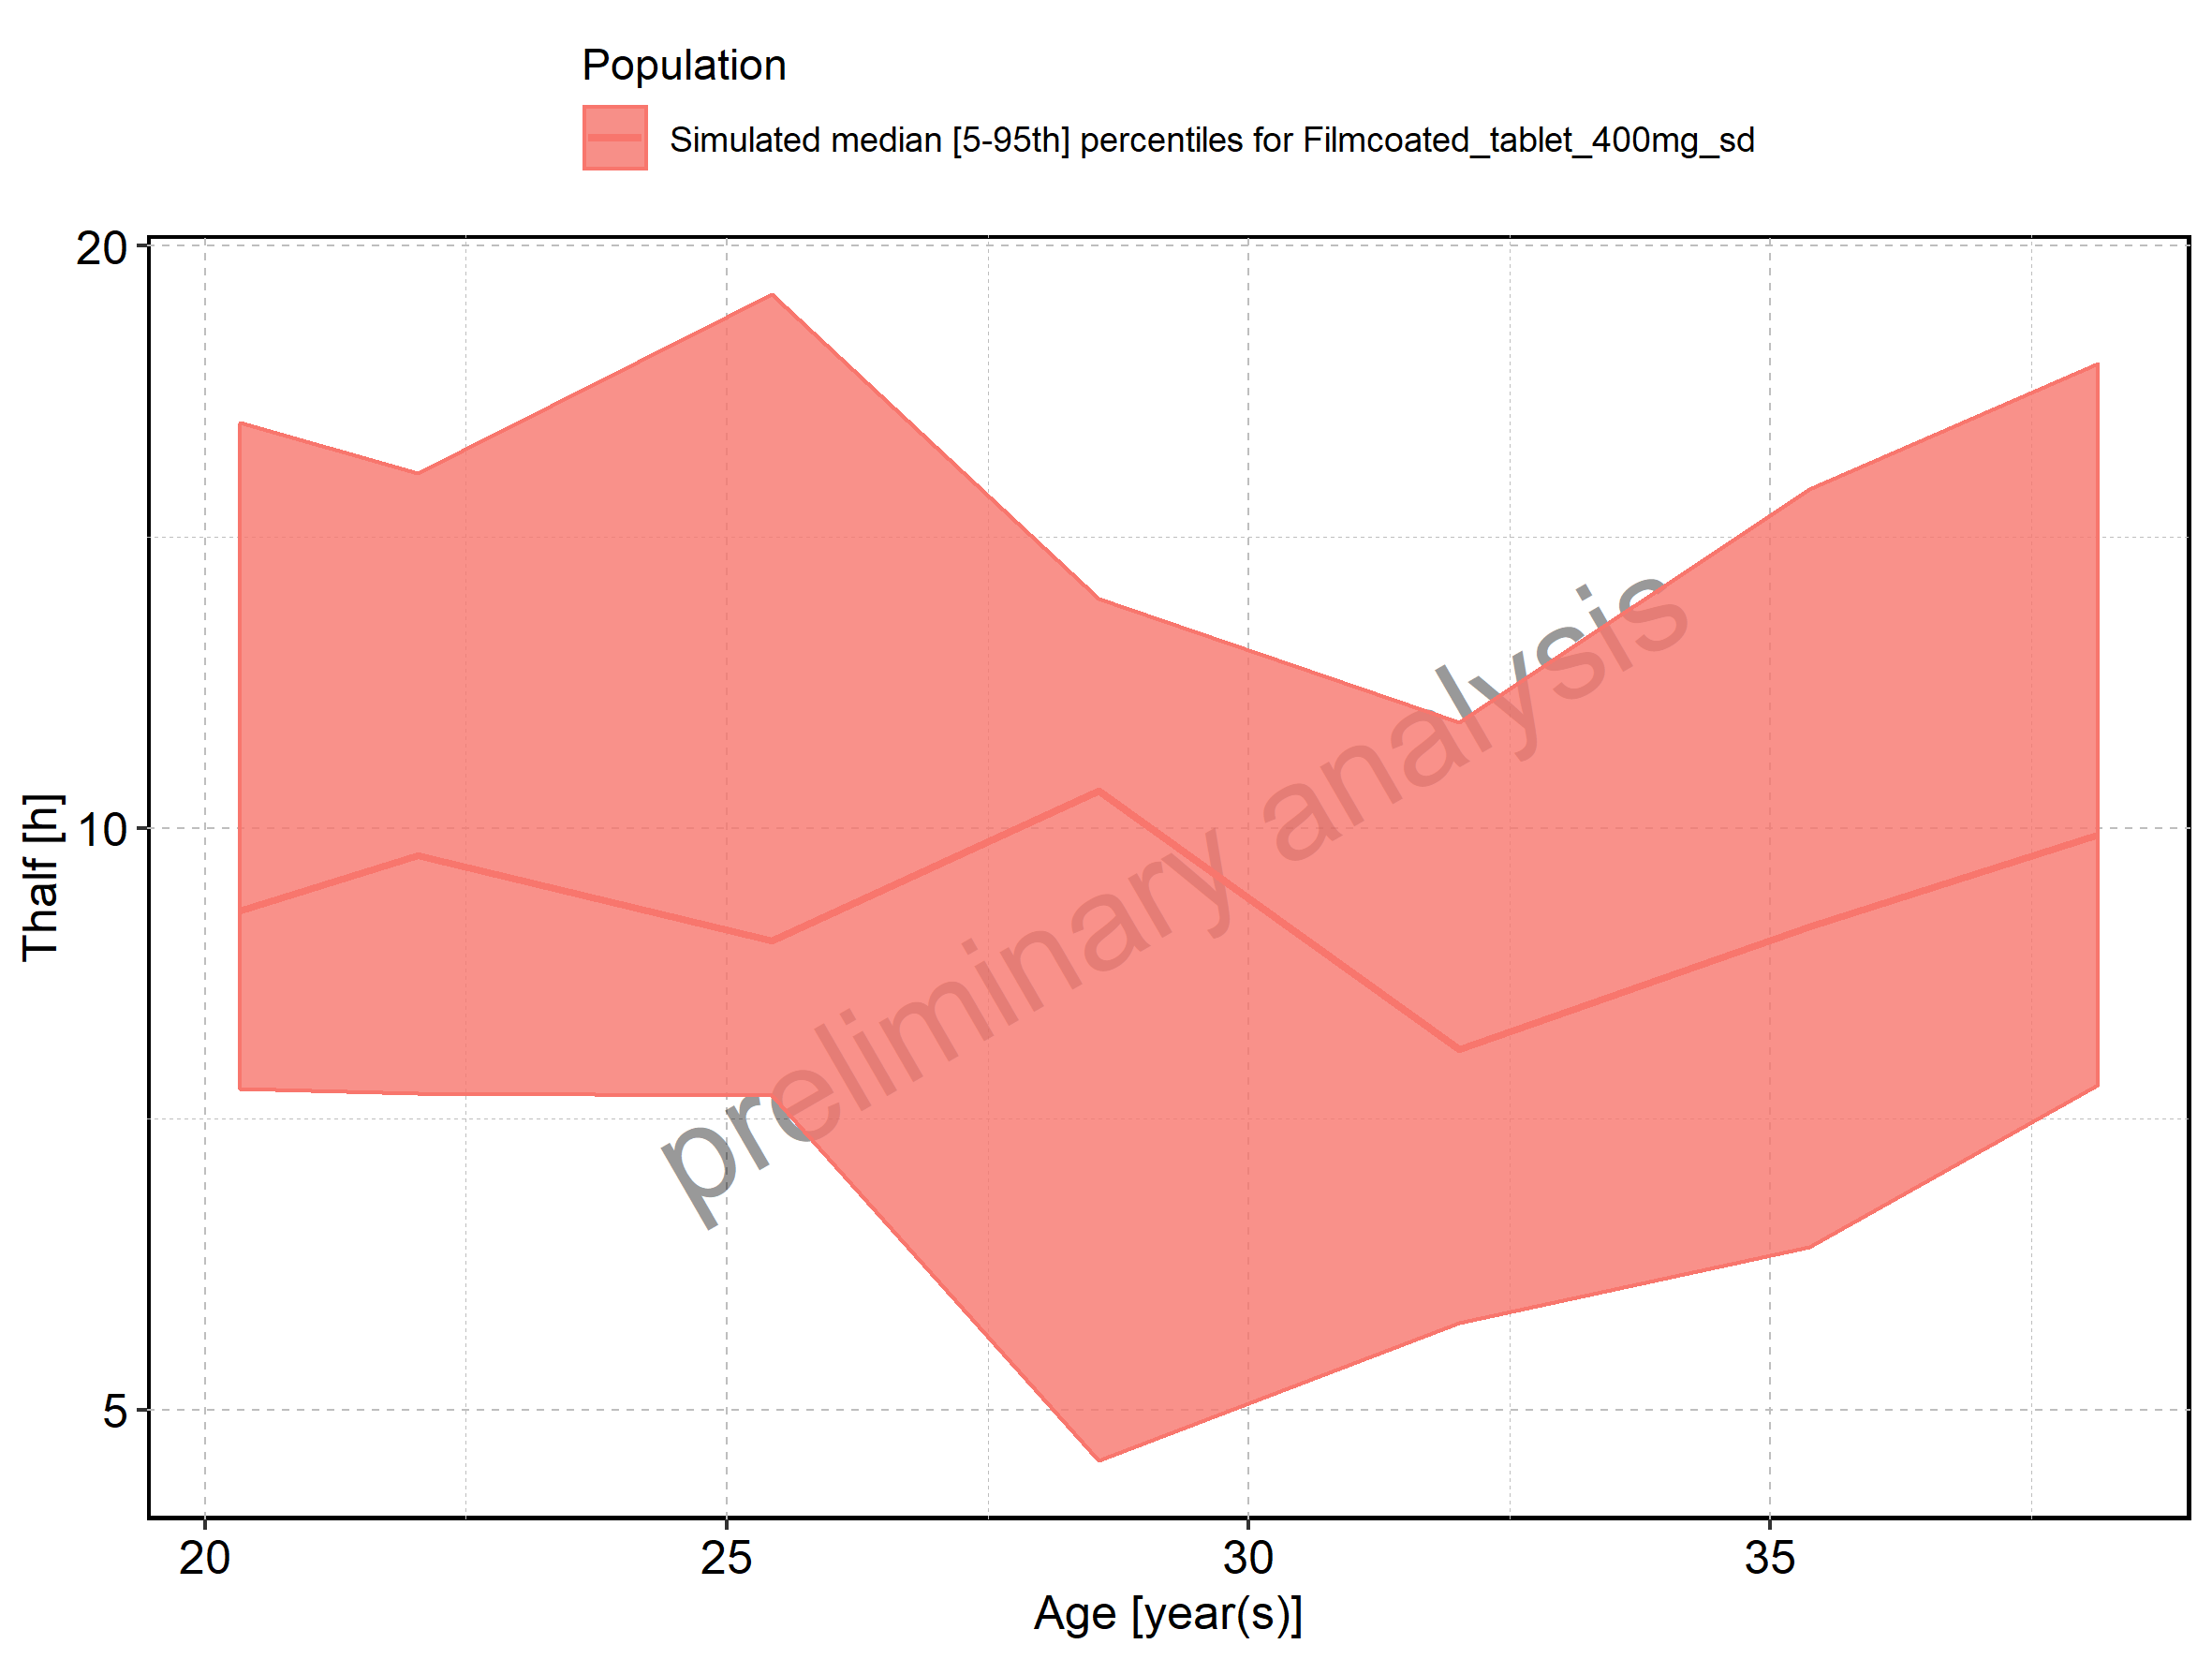 Population
Simulated median [5-95th] percentiles for Filmcoated_tablet_400mg_sd
20
10
5
Thalf [h]
preliminary analysis
20 25 30 35
Age [year(s)]